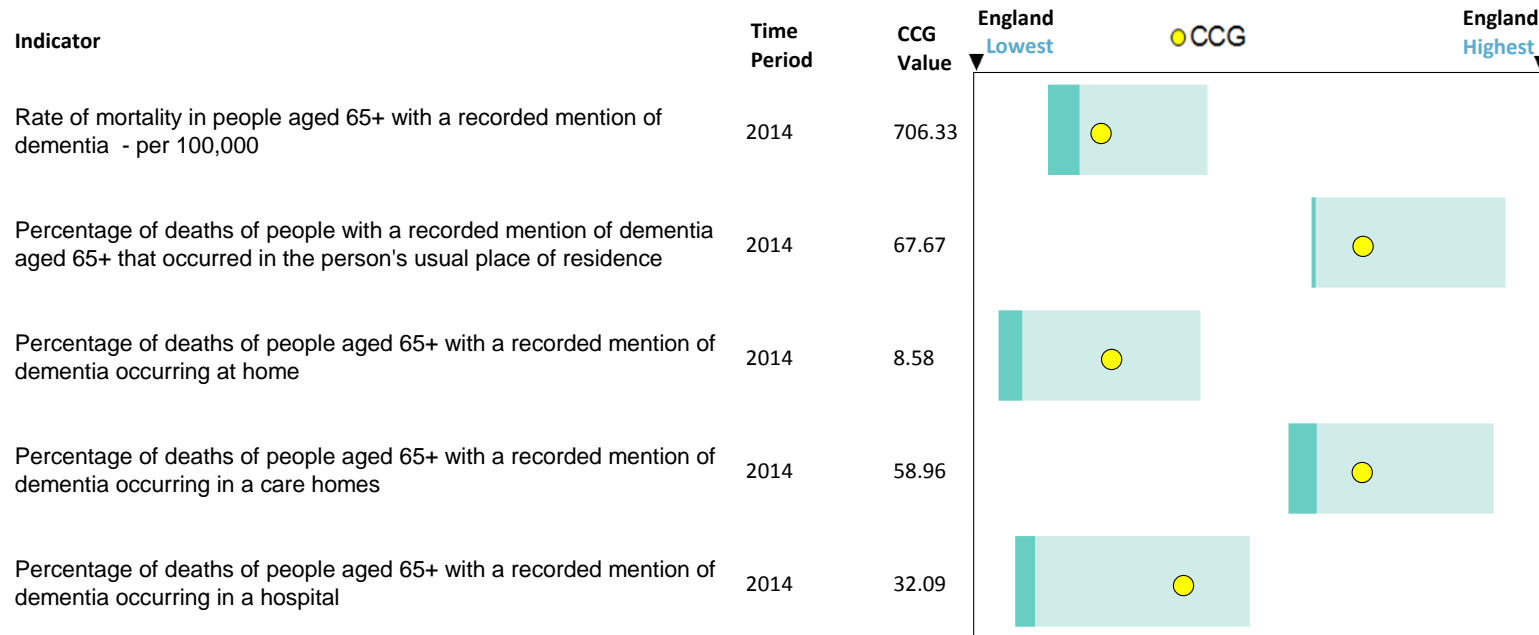 Indicator
Time
Period
CCG
Value
England
Lowest
CCG
England
Highest
Rate of mortality in people aged 65+ with a recorded mention of
dementia - per 100,000
2014
706.33
Percentage of deaths of people with a recorded mention of dementia
aged 65+ that occurred in the person's usual place of residence
2014
67.67
Percentage of deaths of people aged 65+ with a recorded mention of
dementia occurring at home
2014
8.58
Percentage of deaths of people aged 65+ with a recorded mention of
dementia occurring in a care homes
2014
58.96
Percentage of deaths of people aged 65+ with a recorded mention of
dementia occurring in a hospital
2014
32.09